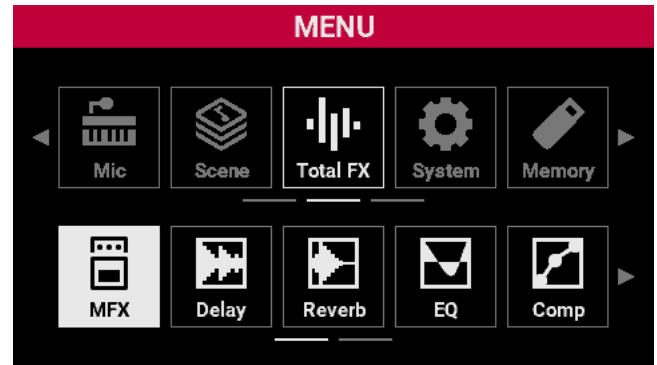 MENU
Mic Scene Total FX System Memory
MFX Delay Reverb EQ Comp